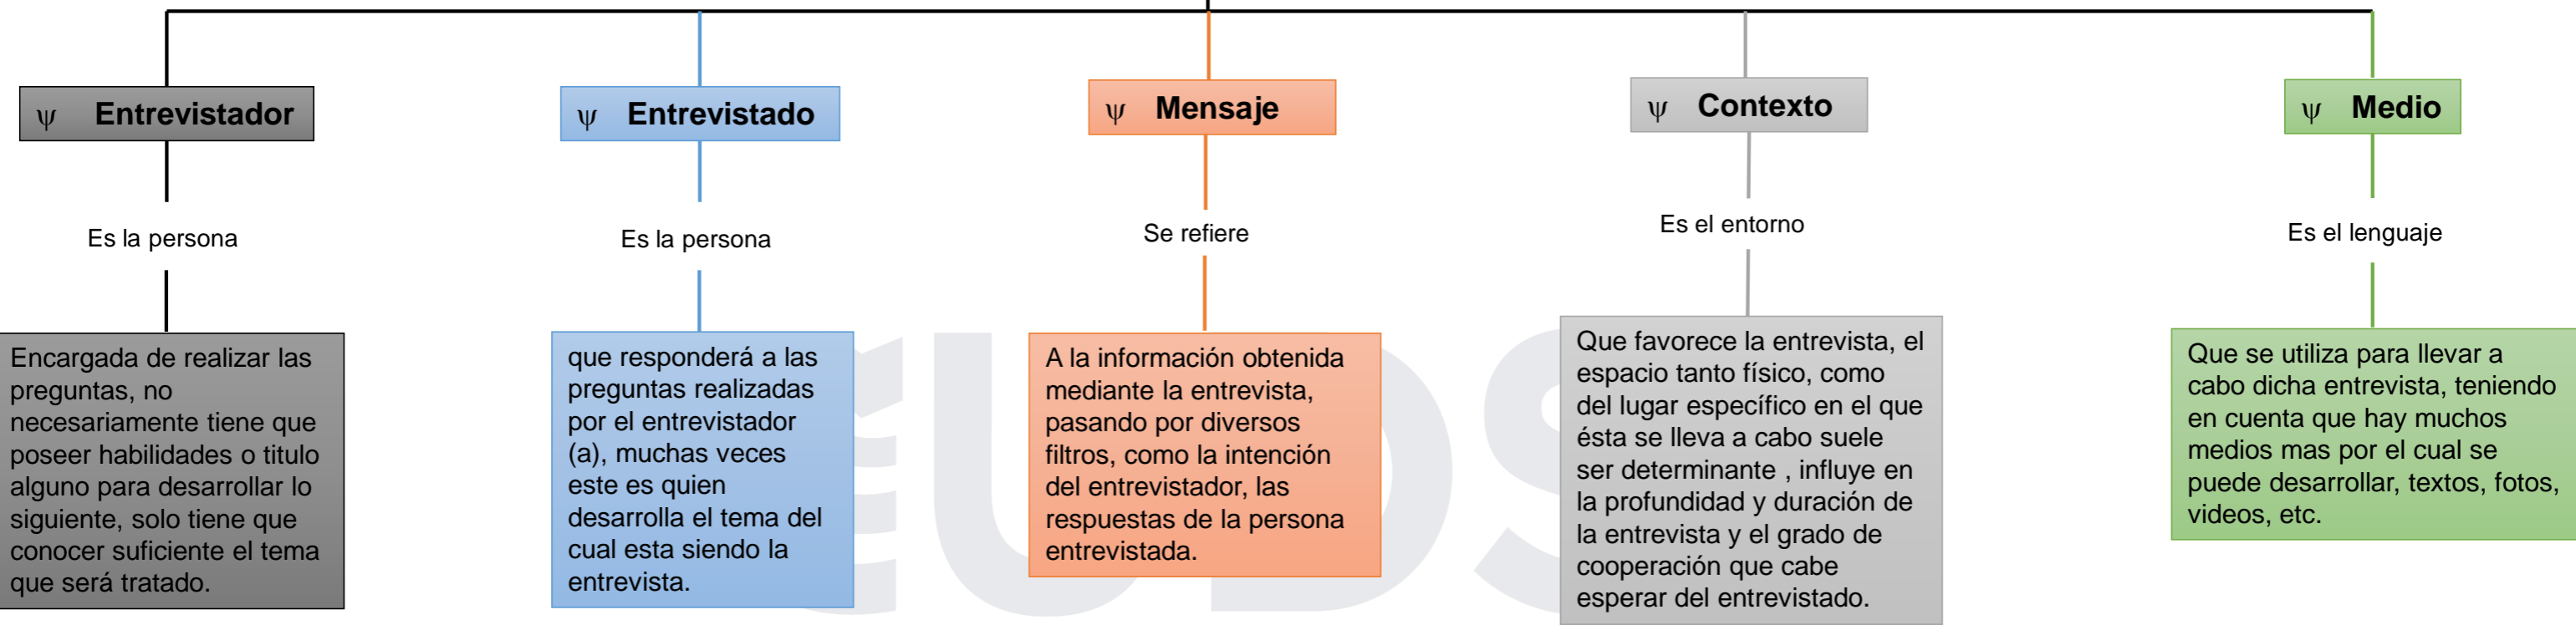 ψ Entrevistador
Es la persona
Encargada de realizar las
preguntas, no
necesariamente tiene que
poseer habilidades o titulo
alguno para desarrollar lo
siguiente, solo tiene que
conocer suficiente el tema
que será tratado.
ψ Entrevistado
Es la persona
que responderá a las
preguntas realizadas
por el entrevistador
(a), muchas veces
este es quien
desarrolla el tema del
cual esta siendo la
entrevista.
ψ Mensaje
Se refiere
A la información obtenida
mediante la entrevista,
pasando por diversos
filtros, como la intención
del entrevistador, las
respuestas de la persona
entrevistada.
ψ Contexto
Es el entorno
Que favorece la entrevista, el
espacio tanto físico, como
del lugar específico en el que
ésta se lleva a cabo suele
ser determinante , influye en
la profundidad y duración de
la entrevista y el grado de
cooperación que cabe
esperar del entrevistado.
ψ Medio
Es el lenguaje
Que se utiliza para llevar a
cabo dicha entrevista, teniendo
en cuenta que hay muchos
medios mas por el cual se
puede desarrollar, textos, fotos,
videos, etc.
UDS